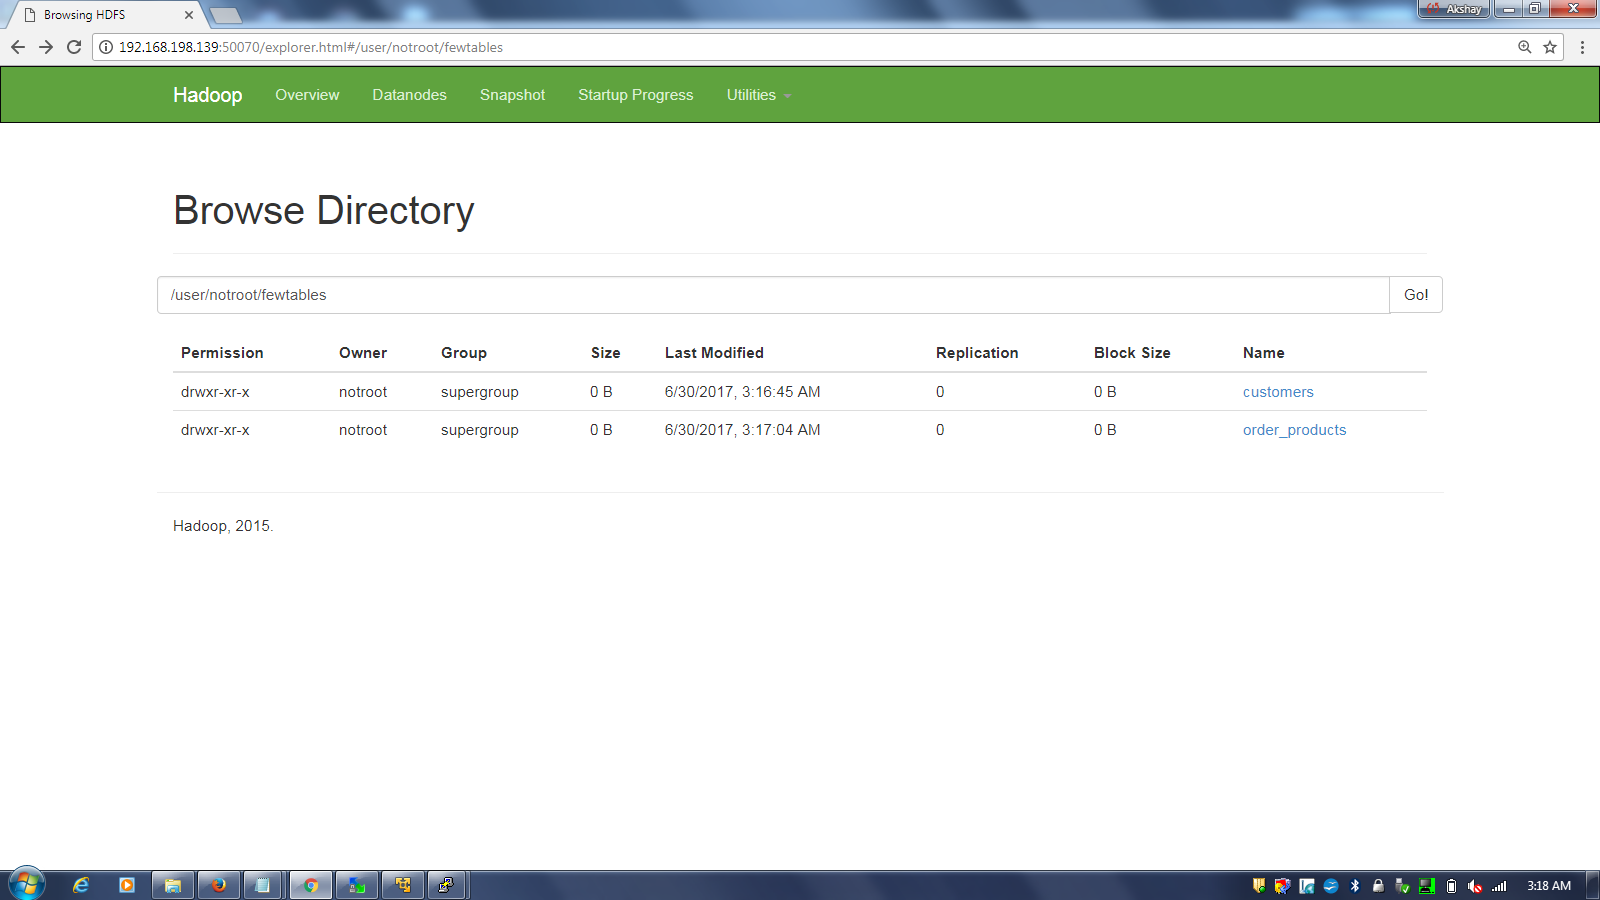 Browsing HDFS
Akshay
192.168.198.139:50070/explorer.html#/user/notroot/fewtables
Hadoop Overview Datanodes Snapshot Startup Progress Utilities
Browse Directory
/user/notroot/fewtables Go!
Permission Owner Group Size Last Modified Replication Block Size Name
drwxr-xr-x notroot supergroup 0 B 6/30/2017, 3:16:45 AM 0 0 B customers
drwxr-xr-x notroot supergroup 0 B 6/30/2017, 3:17:04 AM 0 0 B order_products
Hadoop, 2015.
3:18 AM